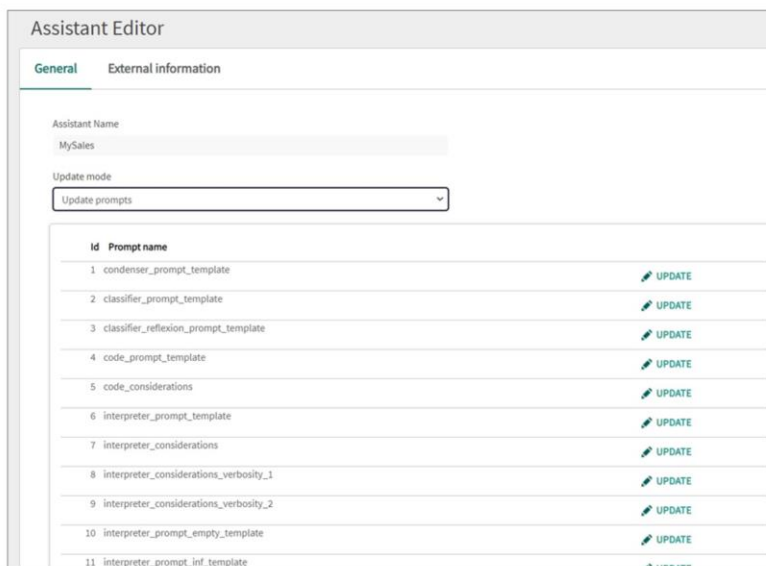 Assistant Editor
General External information
Assistant Name
MySales
Update mode
Update prompts
Id Prompt name
1 condenser_prompt_template UPDATE
2 classifier_prompt_template UPDATE
3 classifier_reflexion_prompt_template UPDATE
4 code_prompt_template UPDATE
5 code_considerations UPDATE
6 interpreter_prompt_template UPDATE
7 interpreter_considerations UPDATE
8 interpreter_considerations_verbosity_1 UPDATE
9 interpreter_considerations_verbosity_2 UPDATE
10 interpreter_prompt_empty_template UPDATE
11 interpreter_prompt_inf_template UPDATE